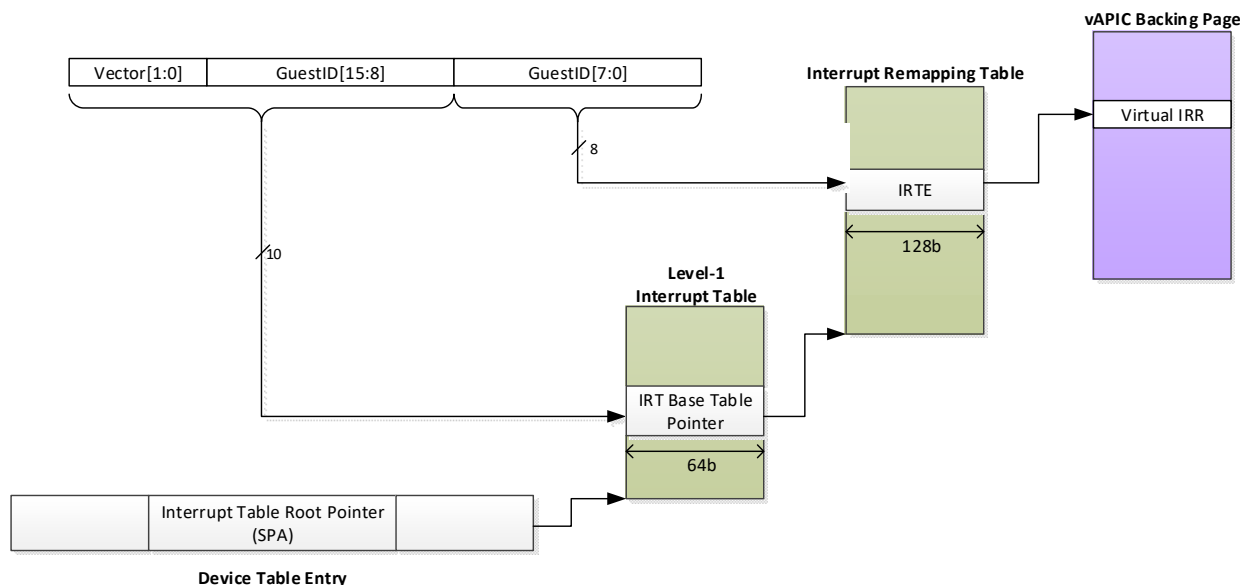 vAPIC Backing Page
Vector[1:0]
GuestID[15:8]
GuestID[7:0]
Interrupt Remapping Table
Virtual IRR
8
IRTE
10
128b
Level-1
Interrupt Table
IRT Base Table
Pointer
64b
Interrupt Table Root Pointer
(SPA)
Device Table Entry